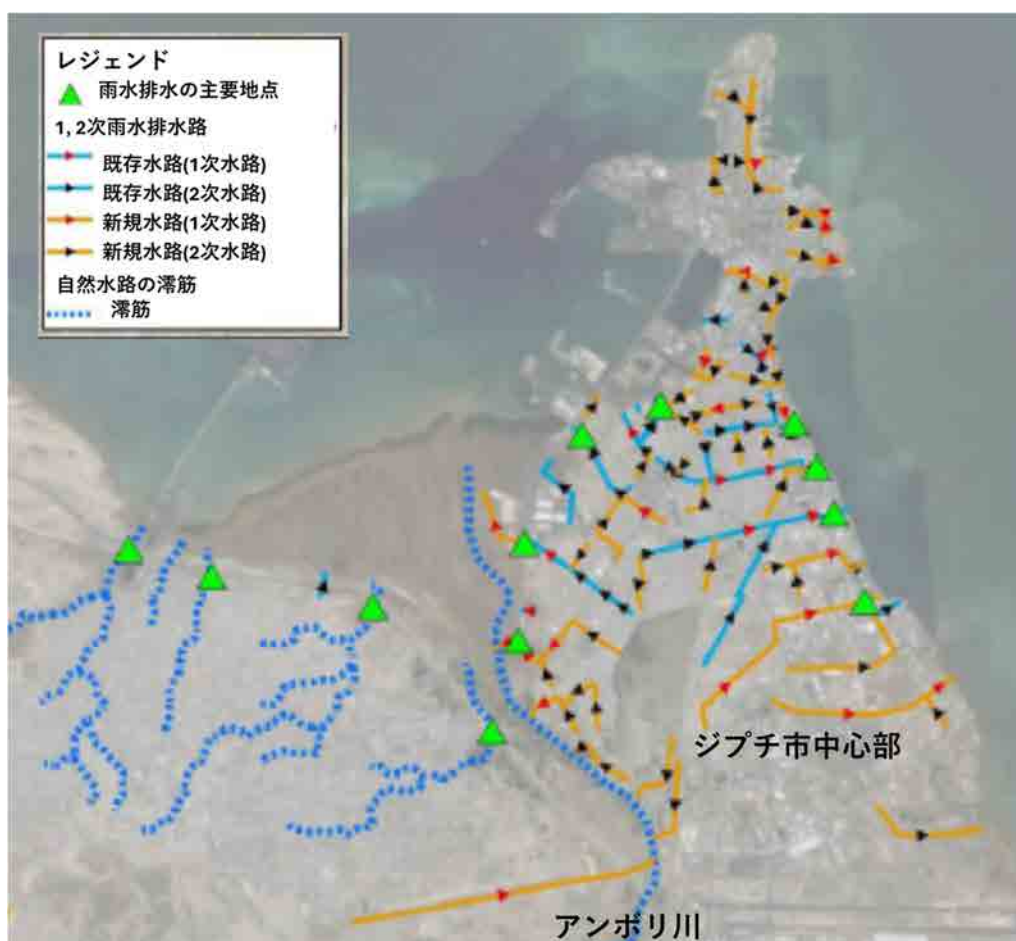 レジェンド
雨水排水の主要地点
1, 2次雨水排水路
既存水路(1次水路)
既存水路(2次水路)
新規水路(1次水路)
新規水路(2次水路)
自然水路の澪筋
澪筋
ジプチ市中心部
アンボリ川